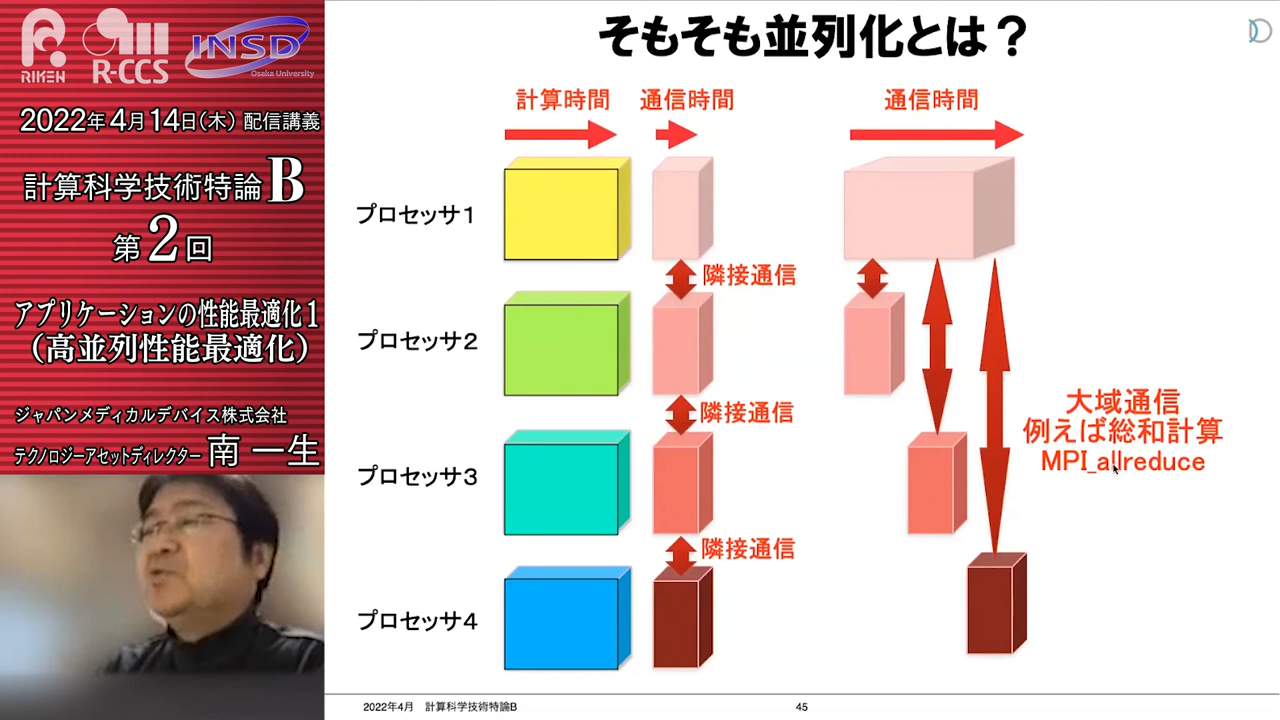 RIKEN
R-CCS
INSD
Osaka University
2022年4月14日(木) 配信講義
計算科学技術特論B
第2回
アプリケーションの性能最適化1
(高並列性能最適化)
ジャパンメディカルデバイス株式会社
テクノロジーアセットディレクター 南 一生
そもそも並列化とは?
計算時間
通信時間
通信時間
プロセッサ1
隣接通信
プロセッサ2
隣接通信
プロセッサ3
隣接通信
プロセッサ4
大域通信
例えば総和計算
MPI_allreduce
2022年4月 計算科学技術特論B
45